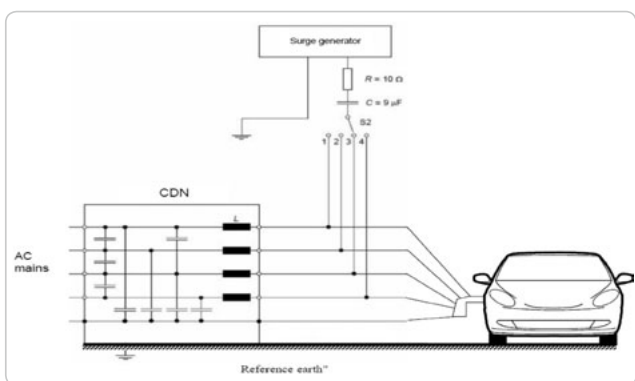 Surge generator
R = 10 Ω
C = 9 μF
S2
1 2 3 4
CDN
L
AC
mains
Reference earth"